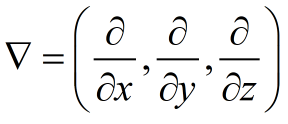 ∇ = (∂/∂x, ∂/∂y, ∂/∂z)